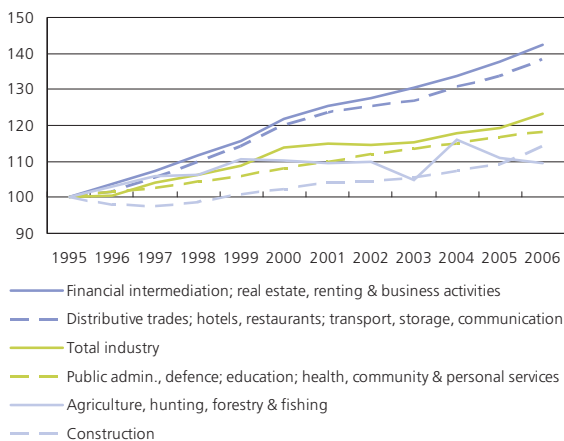 150
140
130
120
110
100
90
1995 1996 1997 1998 1999 2000 2001 2002 2003 2004 2005 2006
Financial intermediation; real estate, renting & business activities
Distributive trades; hotels, restaurants; transport, storage, communication
Total industry
Public admin., defence; education; health, community & personal services
Agriculture, hunting, forestry & fishing
Construction